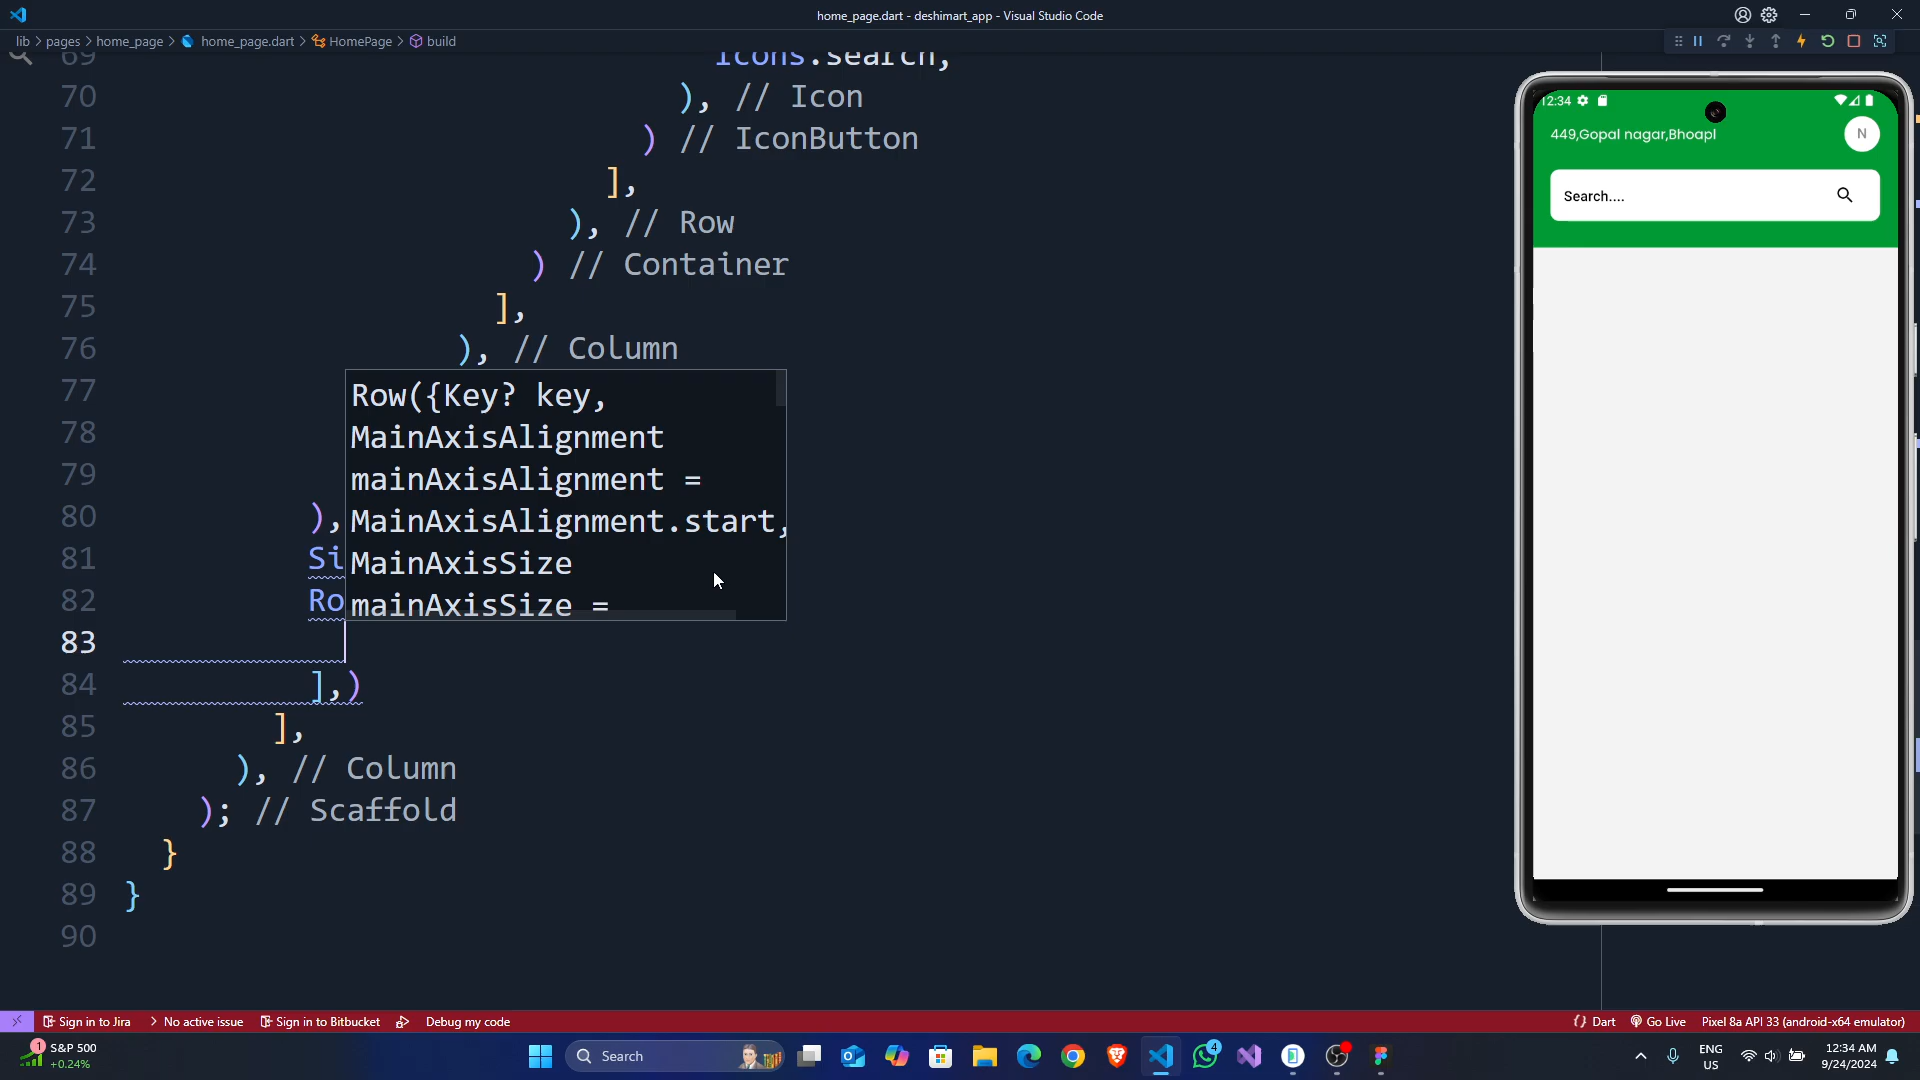 home_page.dart - deshimart_app - Visual Studio Code
lib > pages > home_page > home_page.dart > HomePage > build
69 Icons.search,
70 ), // Icon
71 ) // IconButton
72 ],
73 ), // Row
74 ) // Container
75 ],
76 ), // Column
77
78
79
80 ),
81 Si
82 Ro
83
84 ],)
85 ],
86 ), // Column
87 ); // Scaffold
88 }
89 }
90
Row({Key? key,
MainAxisAlignment
mainAxisAlignment =
MainAxisAlignment.start,
MainAxisSize
mainAxisSize =
12:34
449,Gopal nagar,Bhoapl
N
Search....
Sign in to Jira
No active issue
Sign in to Bitbucket
Debug my code
{} Dart
Go Live
Pixel 8a API 33 (android-x64 emulator)
1
S&P 500
+0.24%
Search
4
ENG
US
12:34 AM
9/24/2024